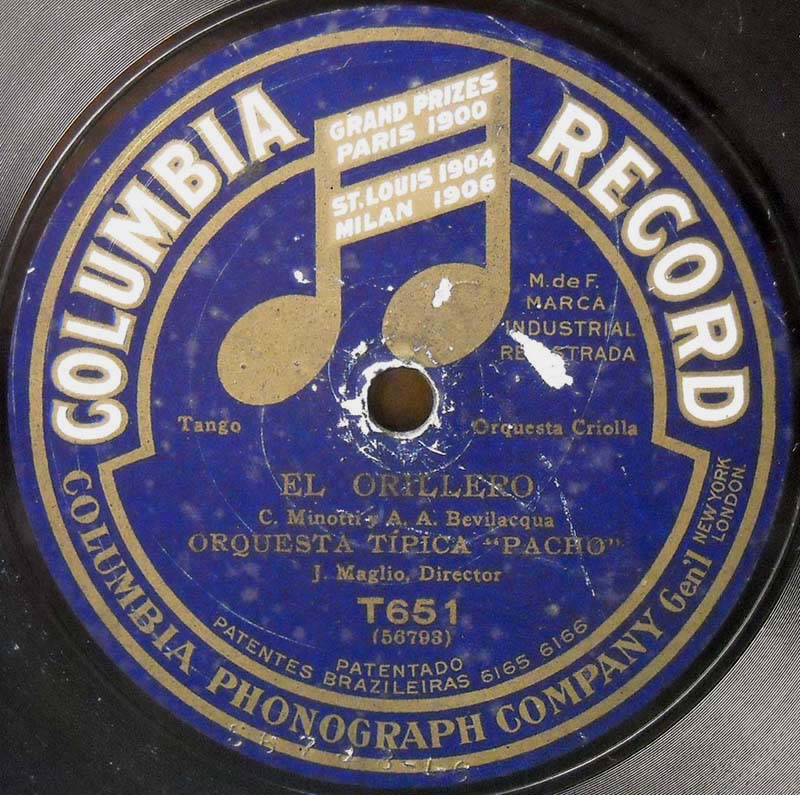 COLUMBIA RECORD
GRAND PRIZES
PARIS 1900
ST. LOUIS 1904
MILAN 1906
M. de F.
MARCA
INDUSTRIAL
REGISTRADA
Tango
Orquesta Criolla
EL ORILLERO
C. Minotti y A. A. Bevilacqua
ORQUESTA TÍPICA "PACHO"
J. Maglio, Director
T651
(56793)
PATENTADO
PATENTES BRAZILEIRAS 6165 6166
COLUMBIA PHONOGRAPH COMPANY Gen'l NEW YORK
LONDON.